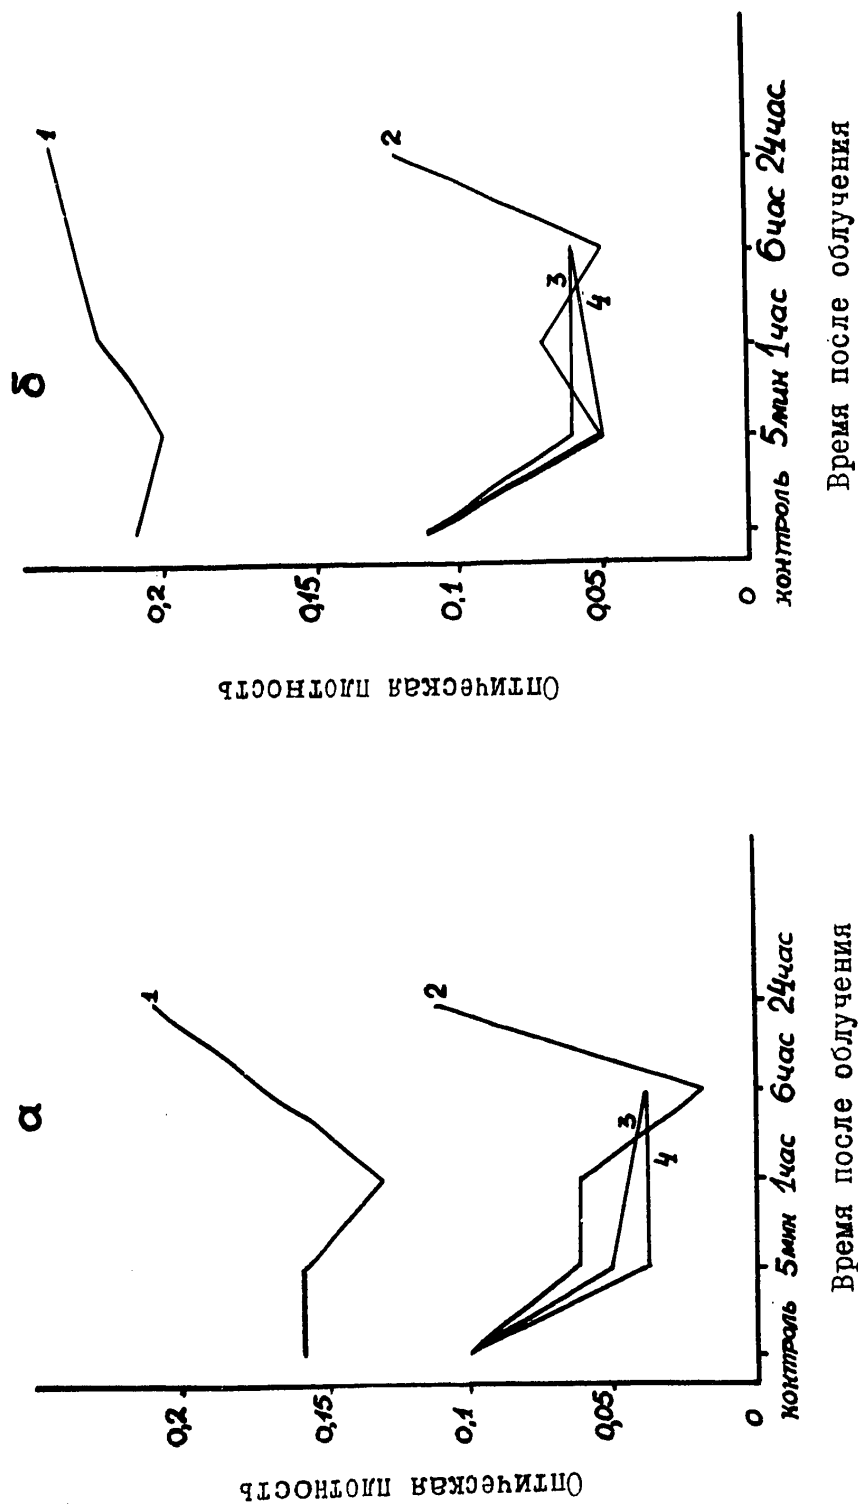 а
Оптическая плотность
0,2
0,15
0,1
0,05
0
1
2
3
4
контроль 5мин 1час 6час 24час
Время после облучения
б
Оптическая плотность
0,2
0,15
0,1
0,05
0
1
2
3
4
контроль 5мин 1час 6час 24час.
Время после облучения